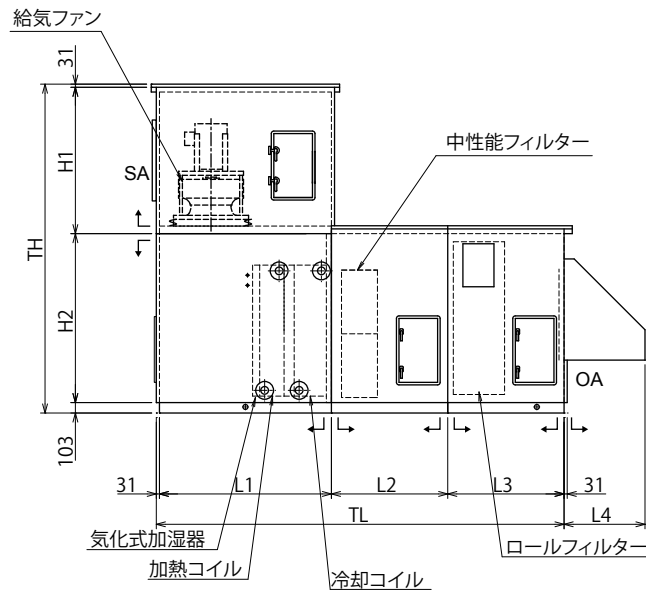 給気ファン
31
中性能フィルター
SA
H1
TH
H2
OA
103
31
L1
L2
L3
31
TL
L4
気化式加湿器
ロールフィルター
加熱コイル
冷却コイル